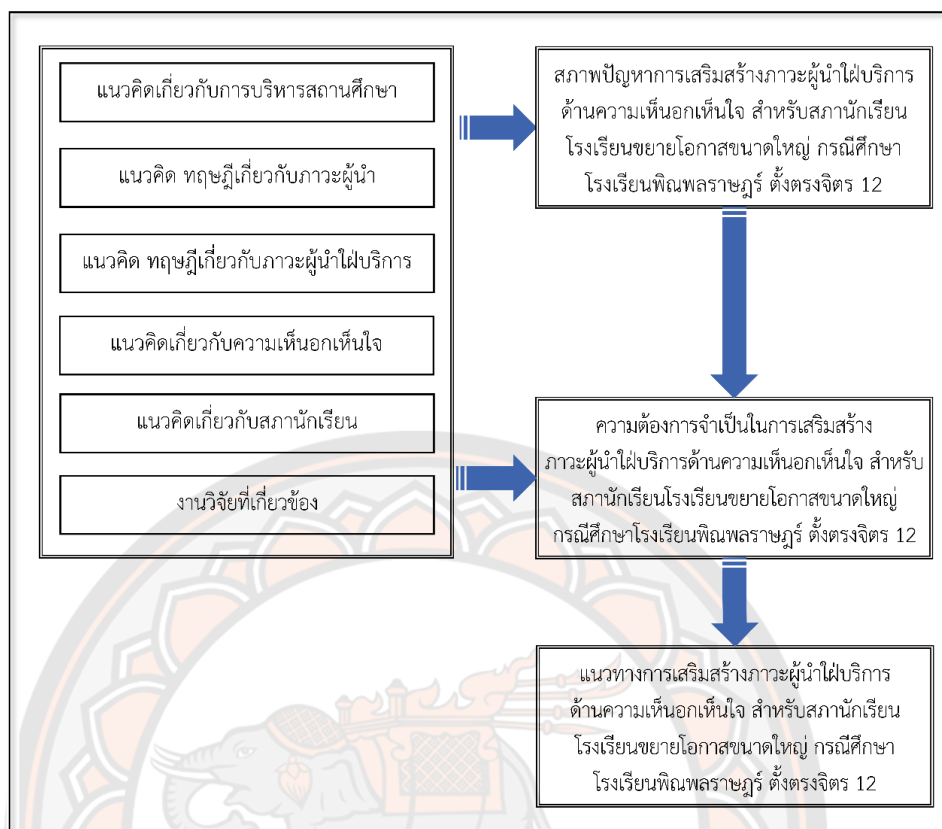 แนวคิดเกี่ยวกับการบริหารสถานศึกษา
แนวคิด ทฤษฎีเกี่ยวกับภาวะผู้นำ
แนวคิด ทฤษฎีเกี่ยวกับภาวะผู้นำใฝ่บริการ
แนวคิดเกี่ยวกับความเห็นอกเห็นใจ
แนวคิดเกี่ยวกับสภานักเรียน
งานวิจัยที่เกี่ยวข้อง
สภาพปัญหาการเสริมสร้างภาวะผู้นำใฝ่บริการ
ด้านความเห็นอกเห็นใจ สำหรับสภานักเรียน
โรงเรียนขยายโอกาสขนาดใหญ่ กรณีศึกษา
โรงเรียนพิณพลราษฎร์ ตั้งตรงจิตร 12
ความต้องการจำเป็นในการเสริมสร้าง
ภาวะผู้นำใฝ่บริการด้านความเห็นอกเห็นใจ สำหรับ
สภานักเรียนโรงเรียนขยายโอกาสขนาดใหญ่
กรณีศึกษาโรงเรียนพิณพลราษฎร์ ตั้งตรงจิตร 12
แนวทางการเสริมสร้างภาวะผู้นำใฝ่บริการ
ด้านความเห็นอกเห็นใจ สำหรับสภานักเรียน
โรงเรียนขยายโอกาสขนาดใหญ่ กรณีศึกษา
โรงเรียนพิณพลราษฎร์ ตั้งตรงจิตร 12